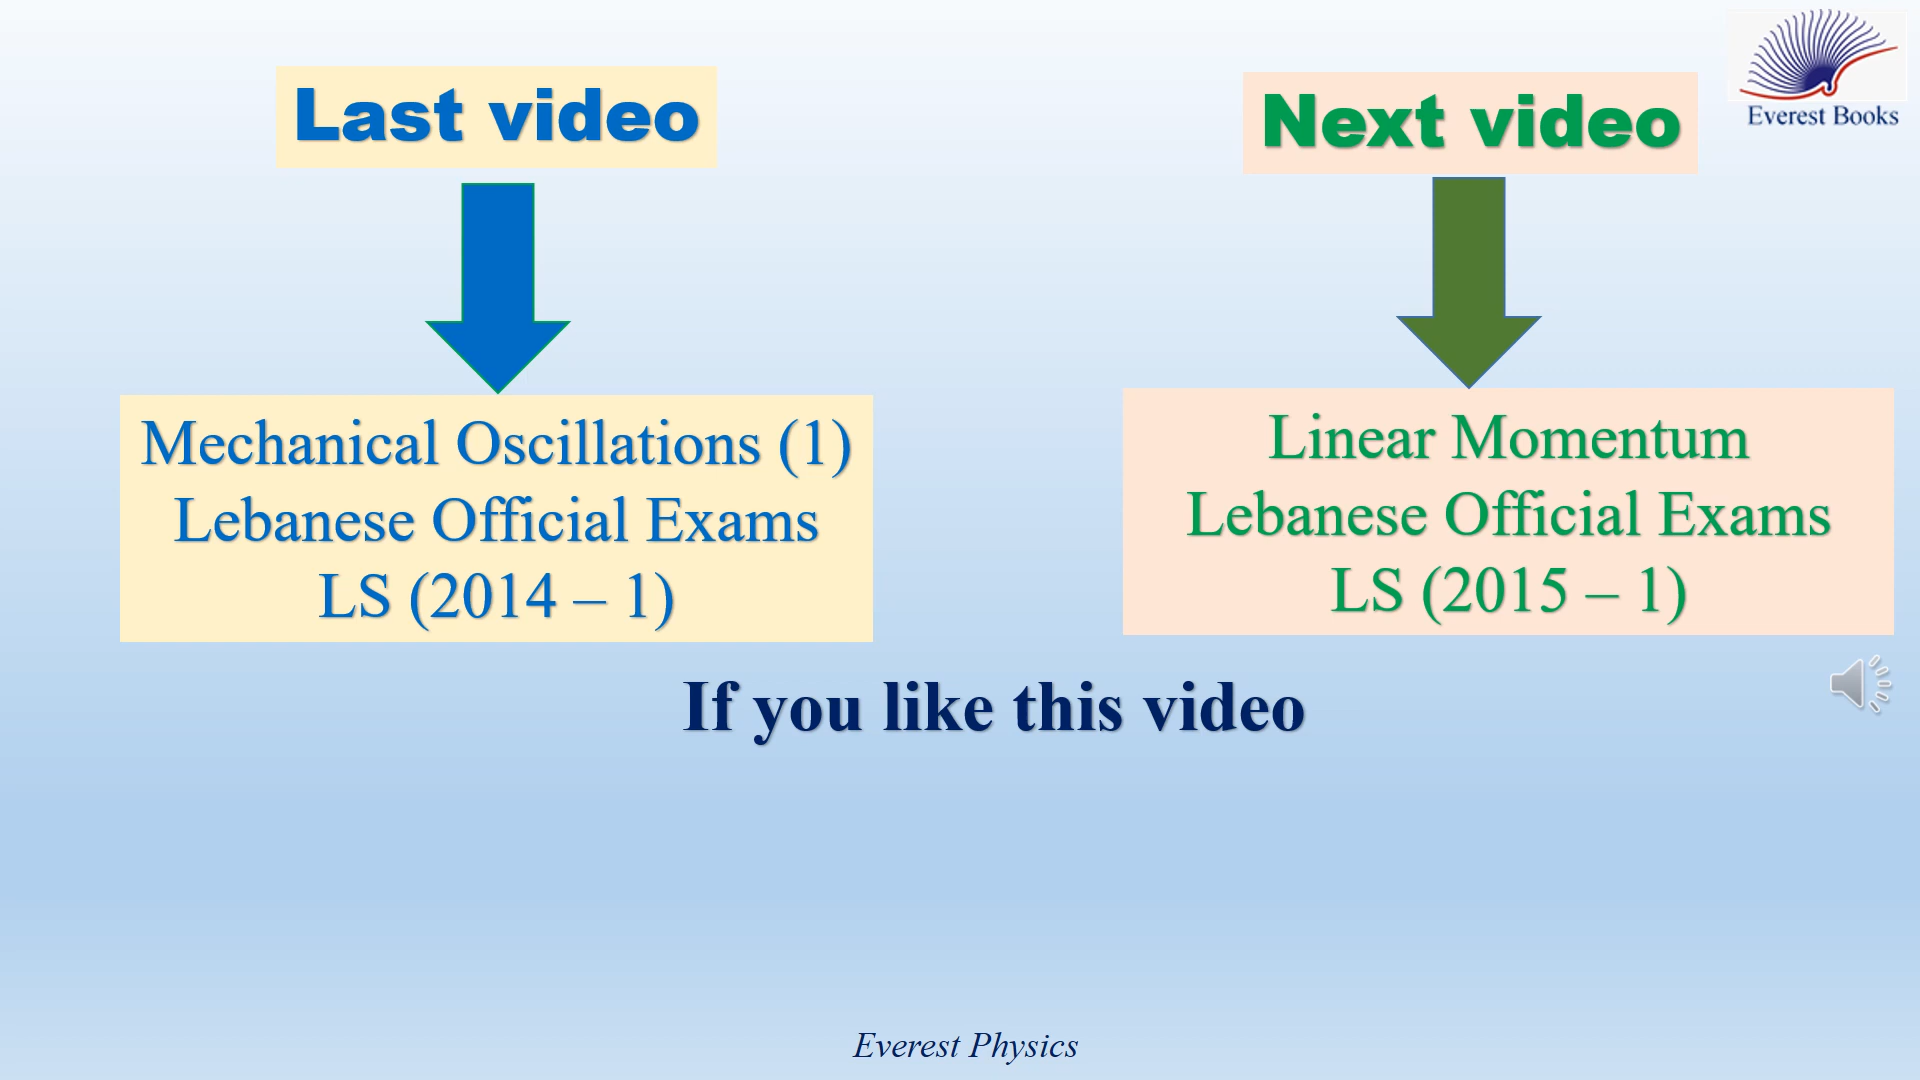 Last video
Next video
Everest Books
Mechanical Oscillations (1)
Lebanese Official Exams
LS (2014 – 1)
Linear Momentum
Lebanese Official Exams
LS (2015 – 1)
If you like this video
Everest Physics